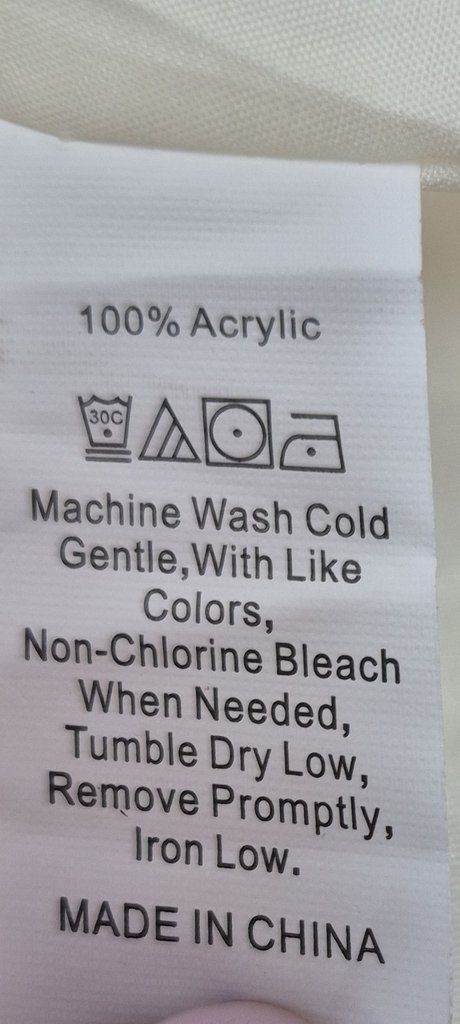 100% Acrylic
30C
Machine Wash Cold
Gentle,With Like
Colors,
Non-Chlorine Bleach
When Needed,
Tumble Dry Low,
Remove Promptly,
Iron Low.
MADE IN CHINA